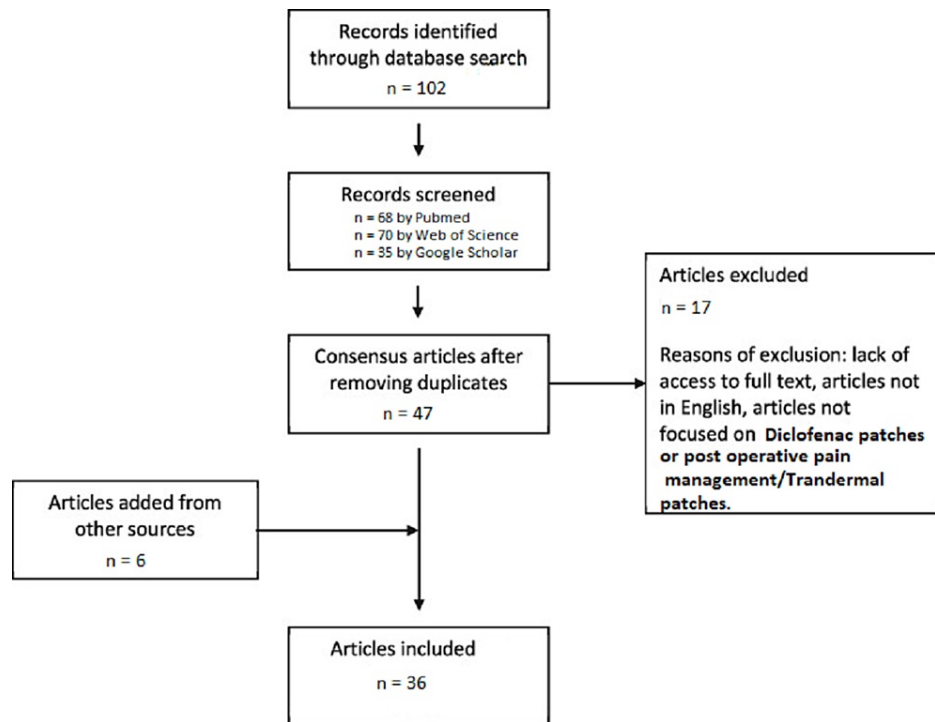 Records identified
through database search
n = 102
Records screened
n = 68 by Pubmed
n = 70 by Web of Science
n = 35 by Google Scholar
Consensus articles after
removing duplicates
n = 47
Articles excluded
n = 17
Reasons of exclusion: lack of
access to full text, articles not
in English, articles not
focused on Diclofenac patches
or post operative pain
management/Trandermal
patches.
Articles added from
other sources
n = 6
Articles included
n = 36